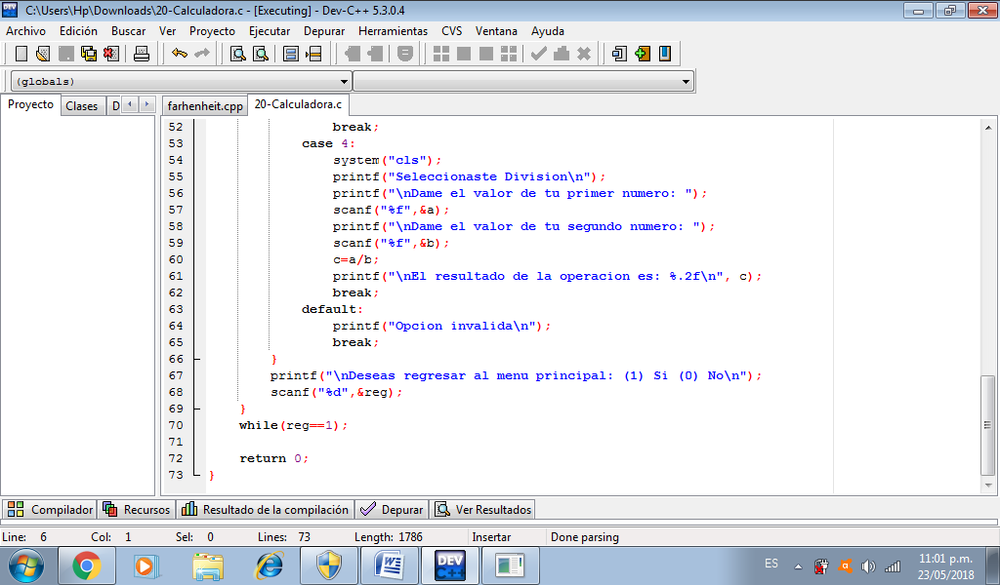 C:\Users\Hp\Downloads\20-Calculadora.c - [Executing] - Dev-C++ 5.3.0.4
Archivo Edición Buscar Ver Proyecto Ejecutar Depurar Herramientas CVS Ventana Ayuda
(globals)
Proyecto Clases D farhenheit.cpp 20-Calculadora.c
52 break;
53 case 4:
54 system("cls");
55 printf("Seleccionaste Division\n");
56 printf("\nDame el valor de tu primer numero: ");
57 scanf("%f",&a);
58 printf("\nDame el valor de tu segundo numero: ");
59 scanf("%f",&b);
60 c=a/b;
61 printf("\nEl resultado de la operacion es: %.2f\n", c);
62 break;
63 default:
64 printf("Opcion invalida\n");
65 break;
66 }
67 printf("\nDeseas regresar al menu principal: (1) Si (0) No\n");
68 scanf("%d",&reg);
69 }
70 while(reg==1);
71
72 return 0;
73 }
Compilador Recursos Resultado de la compilación Depurar Ver Resultados
Line: 6 Col: 1 Sel: 0 Lines: 73 Length: 1786 Insertar Done parsing
DEV C++ ES 11:01 p.m.
23/05/2018